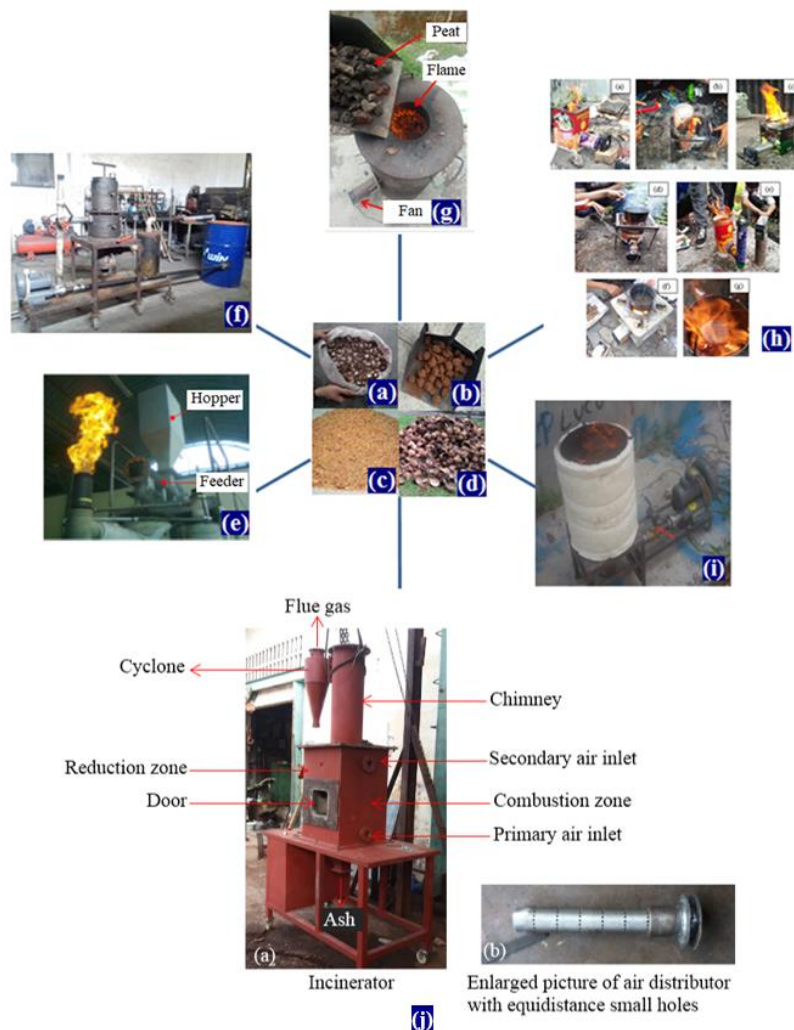 Peat
Flame
Fan
(g)
(f)
win
(a)
(b)
(c)
(d)
(e)
(f)
(g)
(h)
(a)
(b)
(c)
(d)
Hopper
Feeder
(e)
(i)
Flue gas
Cyclone
Chimney
Reduction zone
Secondary air inlet
Door
Combustion zone
Primary air inlet
Ash
(a)
Incinerator
(b)
Enlarged picture of air distributor
with equidistance small holes
(j)